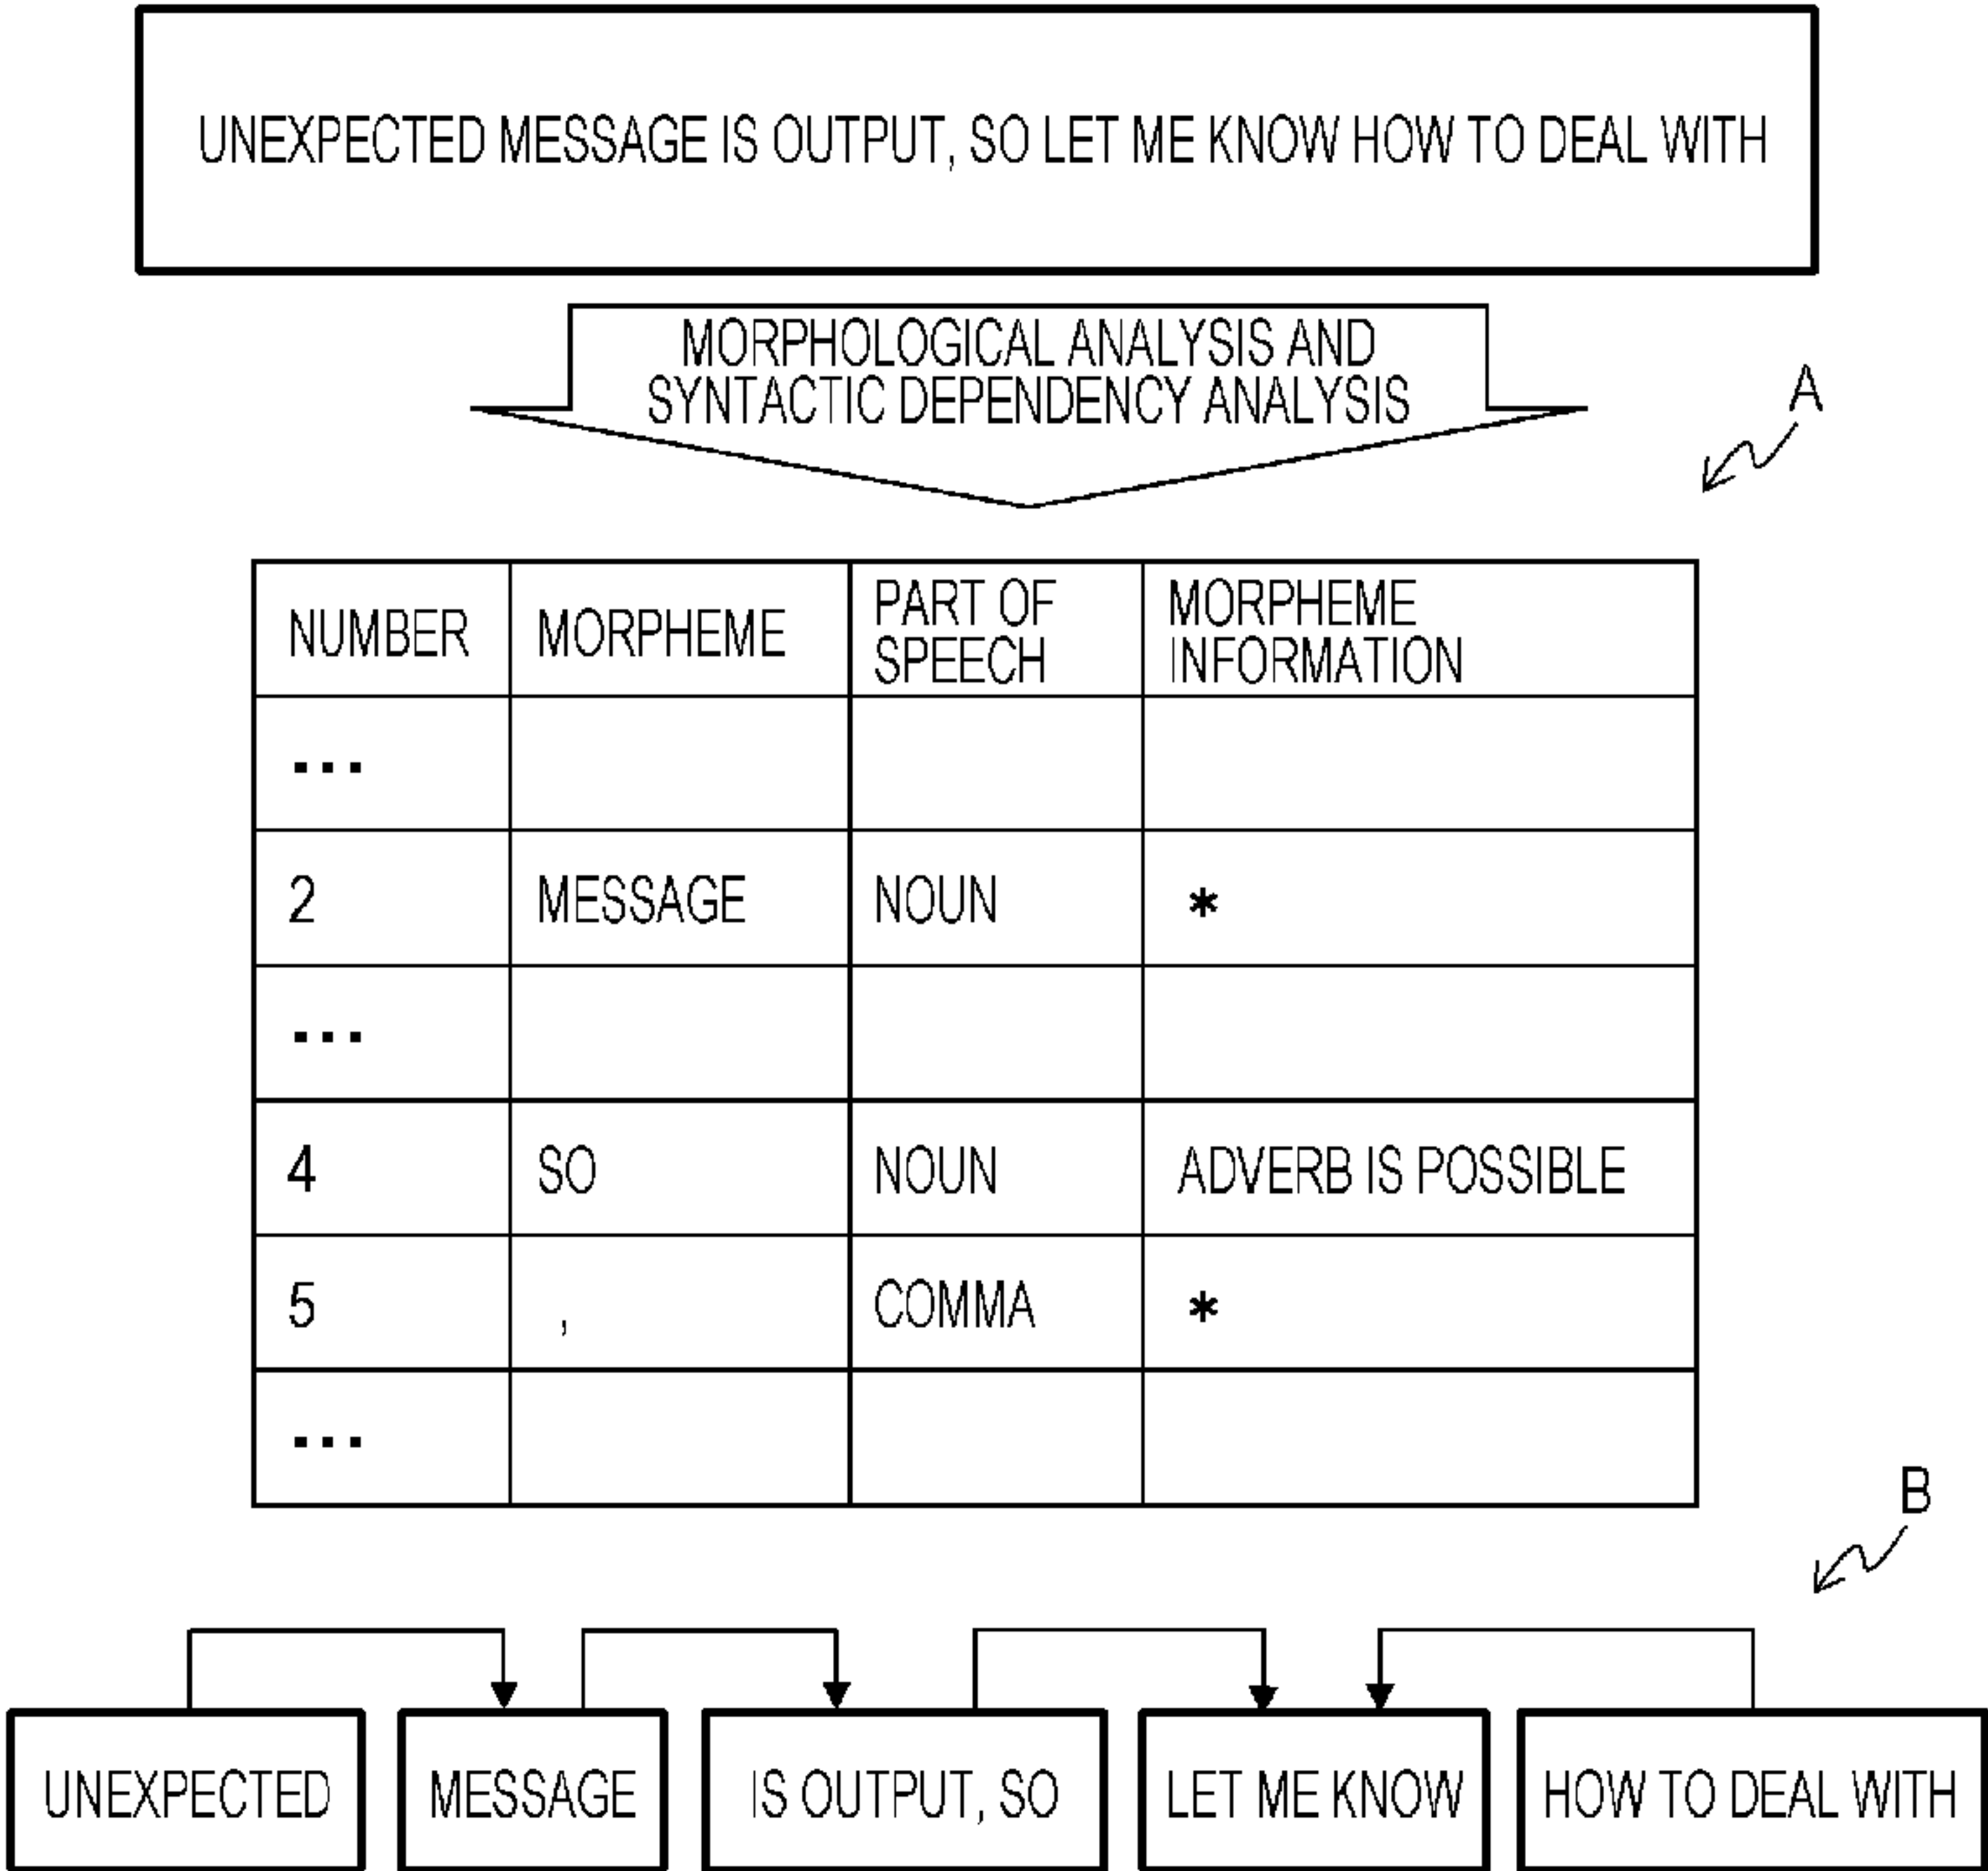 UNEXPECTED MESSAGE IS OUTPUT, SO LET ME KNOW HOW TO DEAL WITH
MORPHOLOGICAL ANALYSIS AND
SYNTACTIC DEPENDENCY ANALYSIS
A
NUMBER MORPHEME PART OF SPEECH MORPHEME INFORMATION
...
2 MESSAGE NOUN *
...
4 SO NOUN ADVERB IS POSSIBLE
5 , COMMA *
...
B
UNEXPECTED MESSAGE IS OUTPUT, SO LET ME KNOW HOW TO DEAL WITH